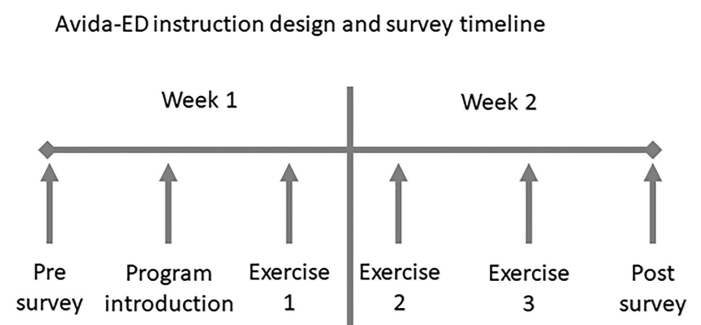 Avida-ED instruction design and survey timeline
Week 1
Week 2
Pre
survey
Program
introduction
Exercise
1
Exercise
2
Exercise
3
Post
survey